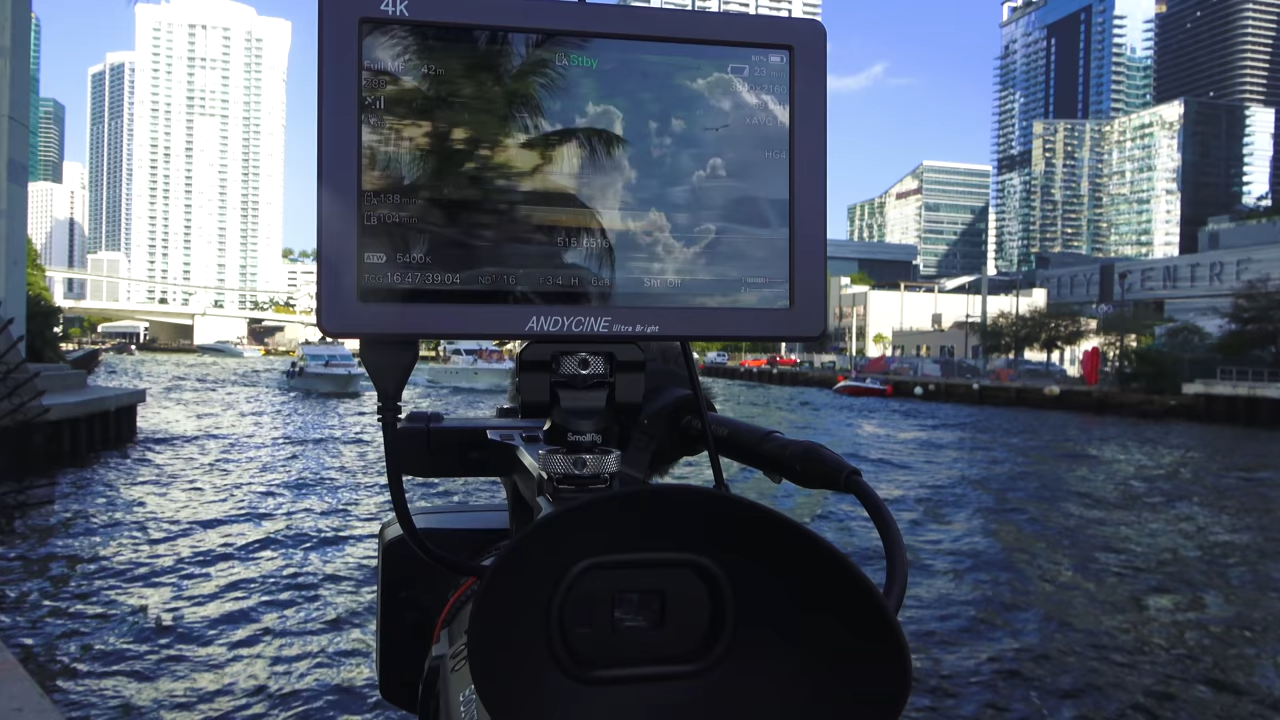 4K
Full MF 42m
Stby
80%
23 min
Z88
3840x2160
XAVC
HG4
A 138 min
B 104 min
515/6516
ATW 5400K
TCG 16:47:39.04 ND1/16 F3.4 H 6dB Sht Off
ANDYCINE Ultra Bright
SmallRig
CENTRE